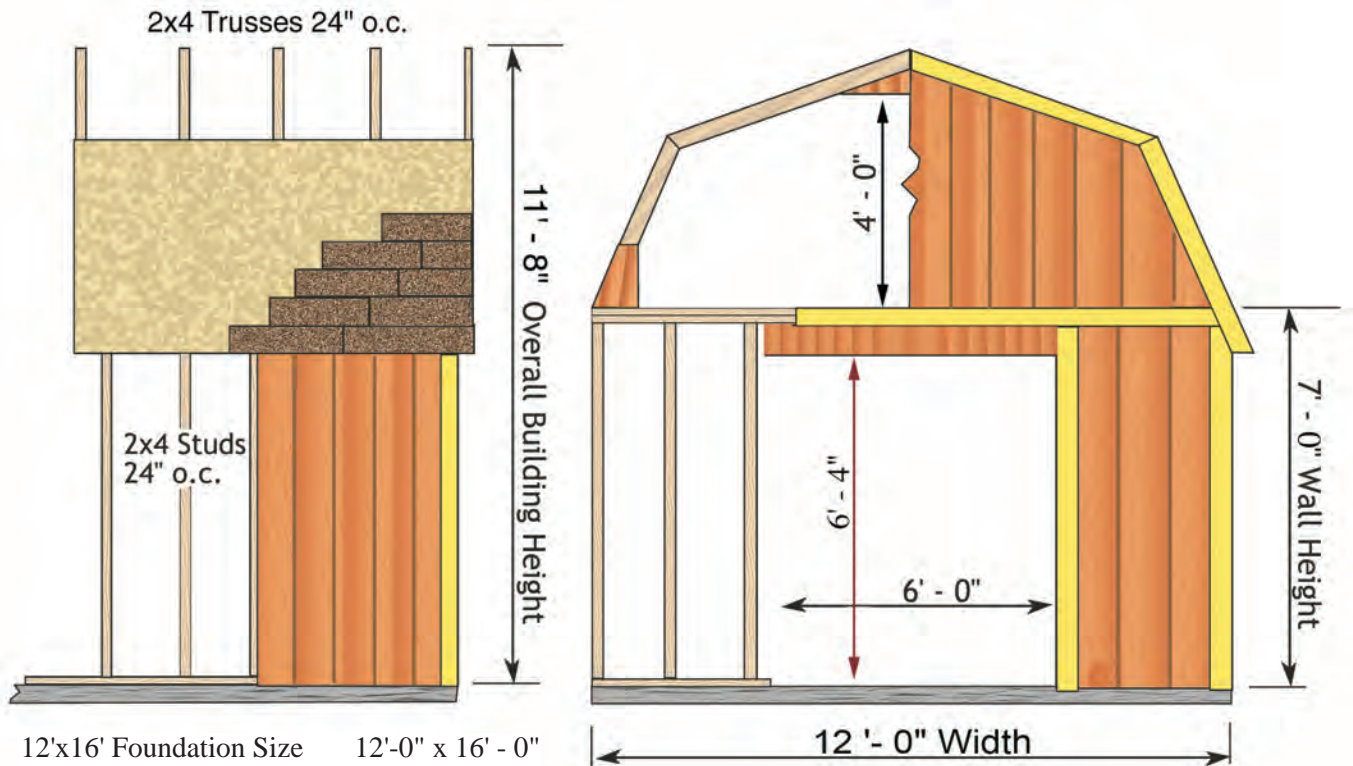 2x4 Trusses 24" o.c.
11' - 8" Overall Building Height
2x4 Studs
24" o.c.
4' - 0"
6' - 4"
6' - 0"
7' - 0" Wall Height
12'x16' Foundation Size 12'-0" x 16' - 0"
12 '- 0" Width